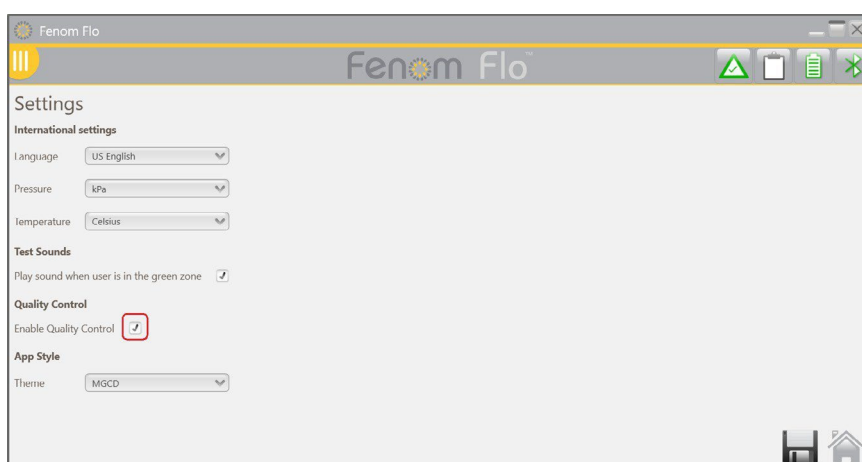 Fenom Flo
Fenom Flo™
Settings
International settings
Language US English
Pressure kPa
Temperature Celsius
Test Sounds
Play sound when user is in the green zone
Quality Control
Enable Quality Control
App Style
Theme MGCD